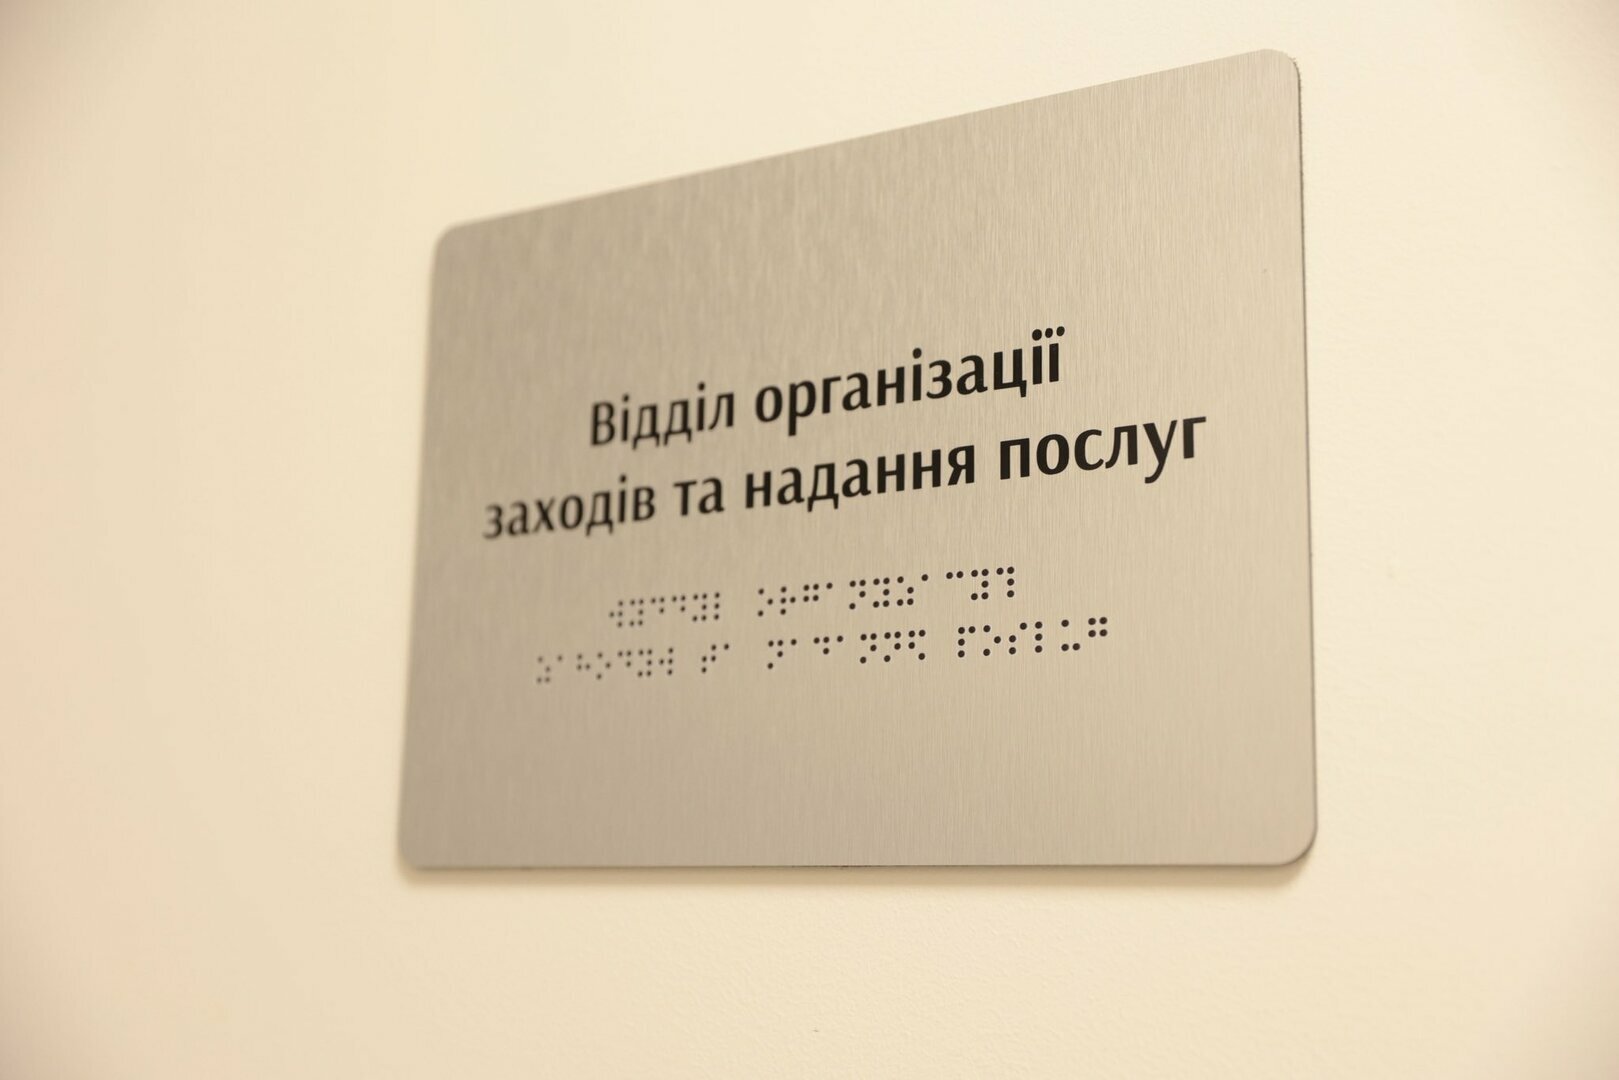 Відділ організації
заходів та надання послуг
⠺⠽⠙⠙⠽⠇ ⠕⠗⠛⠁⠝⠽⠵⠁⠉⠽⠹
⠵⠁⠓⠕⠙⠽⠺ ⠞⠁ ⠝⠁⠙⠁⠝⠝⠫ ⠏⠕⠎⠇⠥⠛